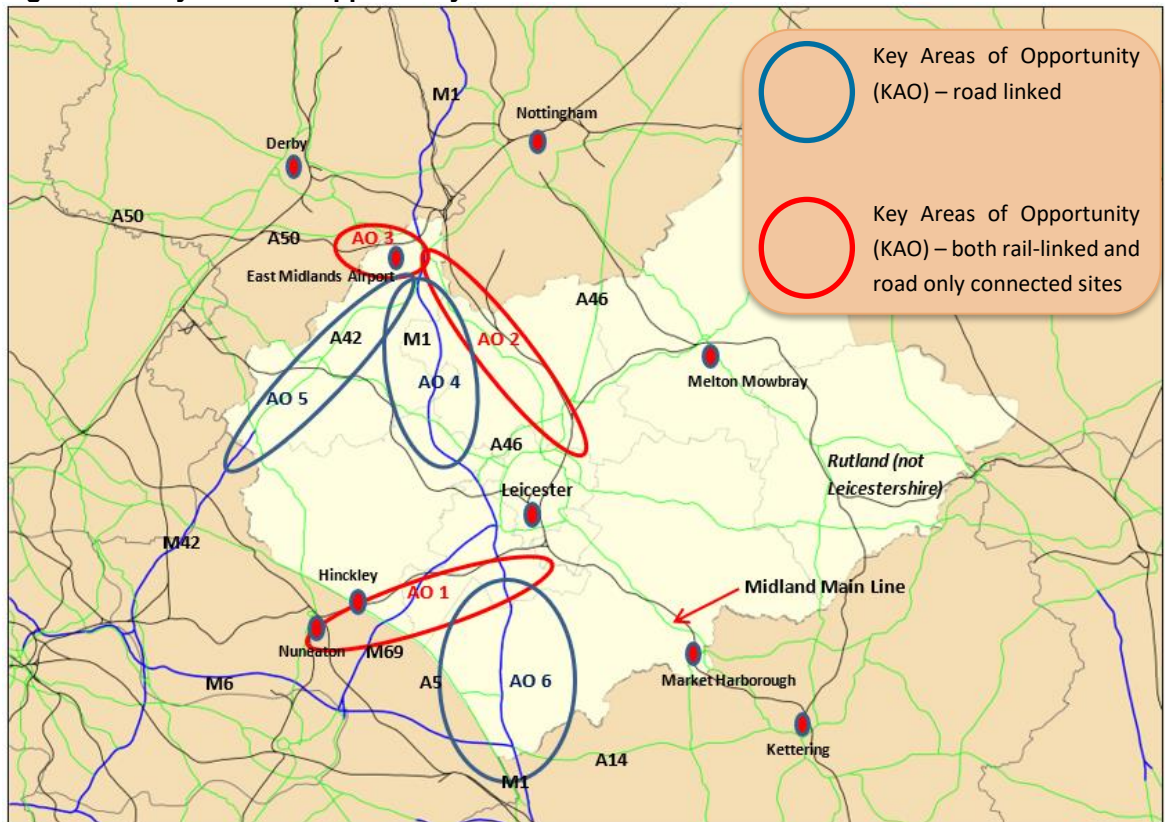 Key Areas of Opportunity
(KAO) – road linked
Key Areas of Opportunity
(KAO) – both rail-linked and
road only connected sites
M1
Nottingham
Derby
A50
A50
AO 3
East Midlands Airport
A46
A42
M1
AO 2
Melton Mowbray
AO 4
AO 5
A46
Rutland (not
Leicestershire)
Leicester
M42
Hinckley
AO 1
Midland Main Line
Nuneaton
M69
M6
A5
AO 6
Market Harborough
Kettering
A14
M1